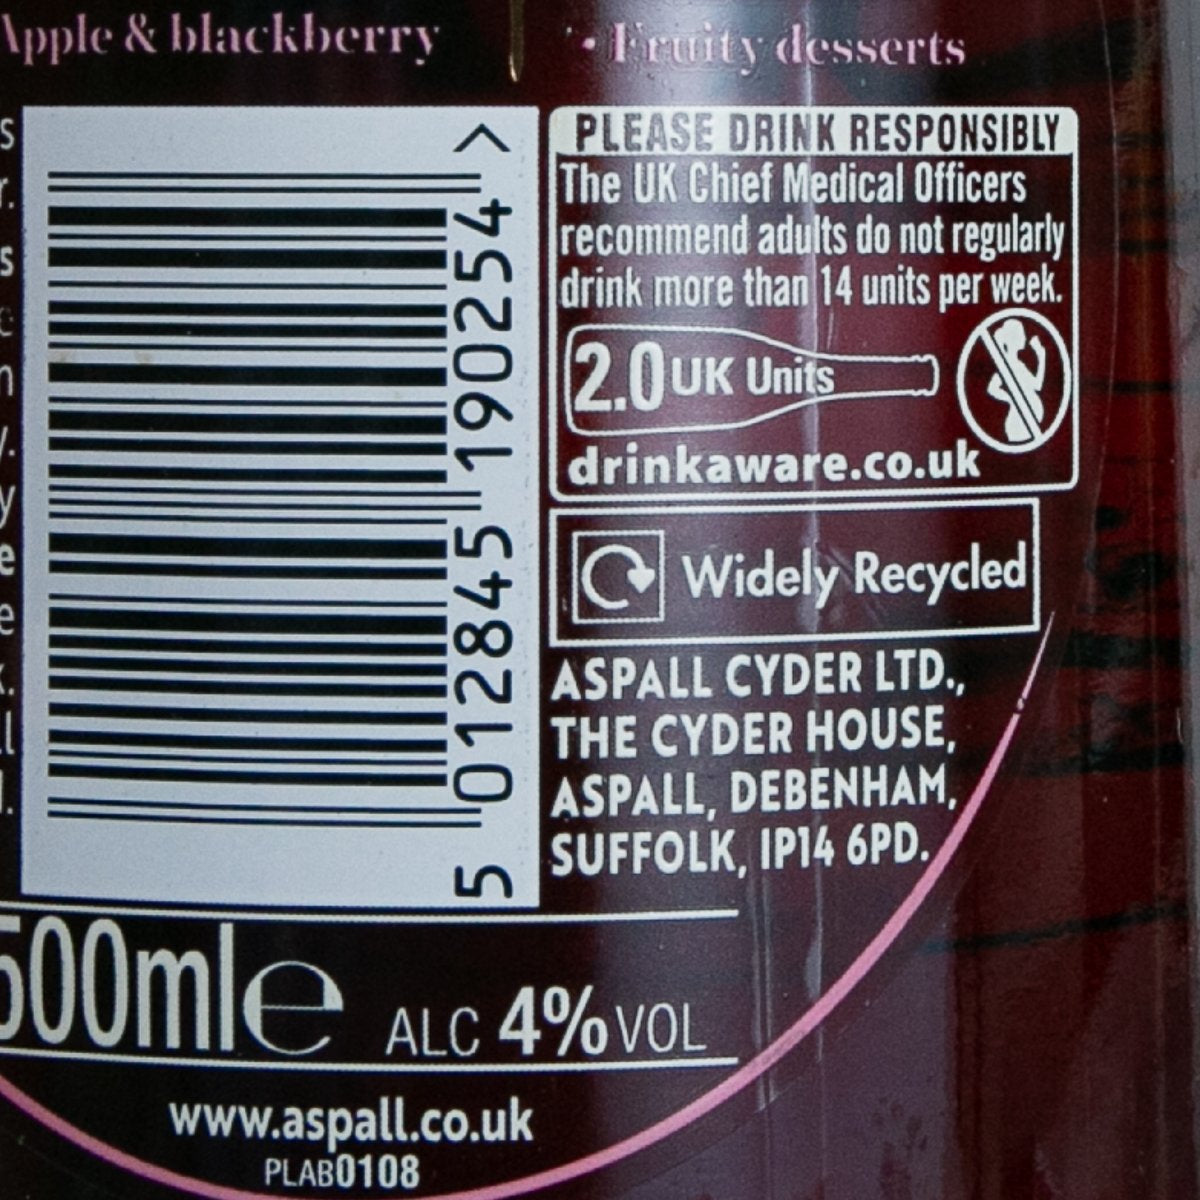 Apple & blackberry
• Fruity desserts
PLEASE DRINK RESPONSIBLY
The UK Chief Medical Officers
recommend adults do not regularly
drink more than 14 units per week.
2.0 UK Units
drinkaware.co.uk
Widely Recycled
ASPALL CYDER LTD.,
THE CYDER HOUSE,
ASPALL, DEBENHAM,
SUFFOLK, IP14 6PD.
5 012845 190254 >
500ml e ALC 4% VOL
www.aspall.co.uk
PLAB0108